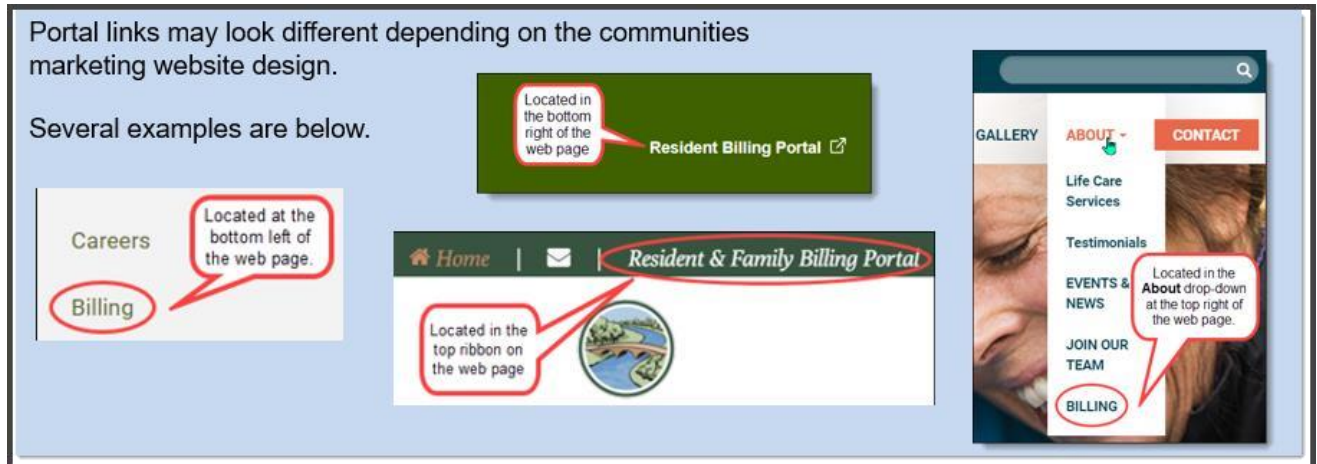 Portal links may look different depending on the communities
marketing website design.
Several examples are below.
Located in
the bottom
right of the
web page
Resident Billing Portal
Careers
Billing
Located at the
bottom left of
the web page.
Home | | Resident & Family Billing Portal
Located in the
top ribbon on
the web page
GALLERY ABOUT CONTACT
Life Care
Services
Testimonials
EVENTS &
NEWS
JOIN OUR
TEAM
BILLING
Located in the
About drop-down
at the top right of
the web page.